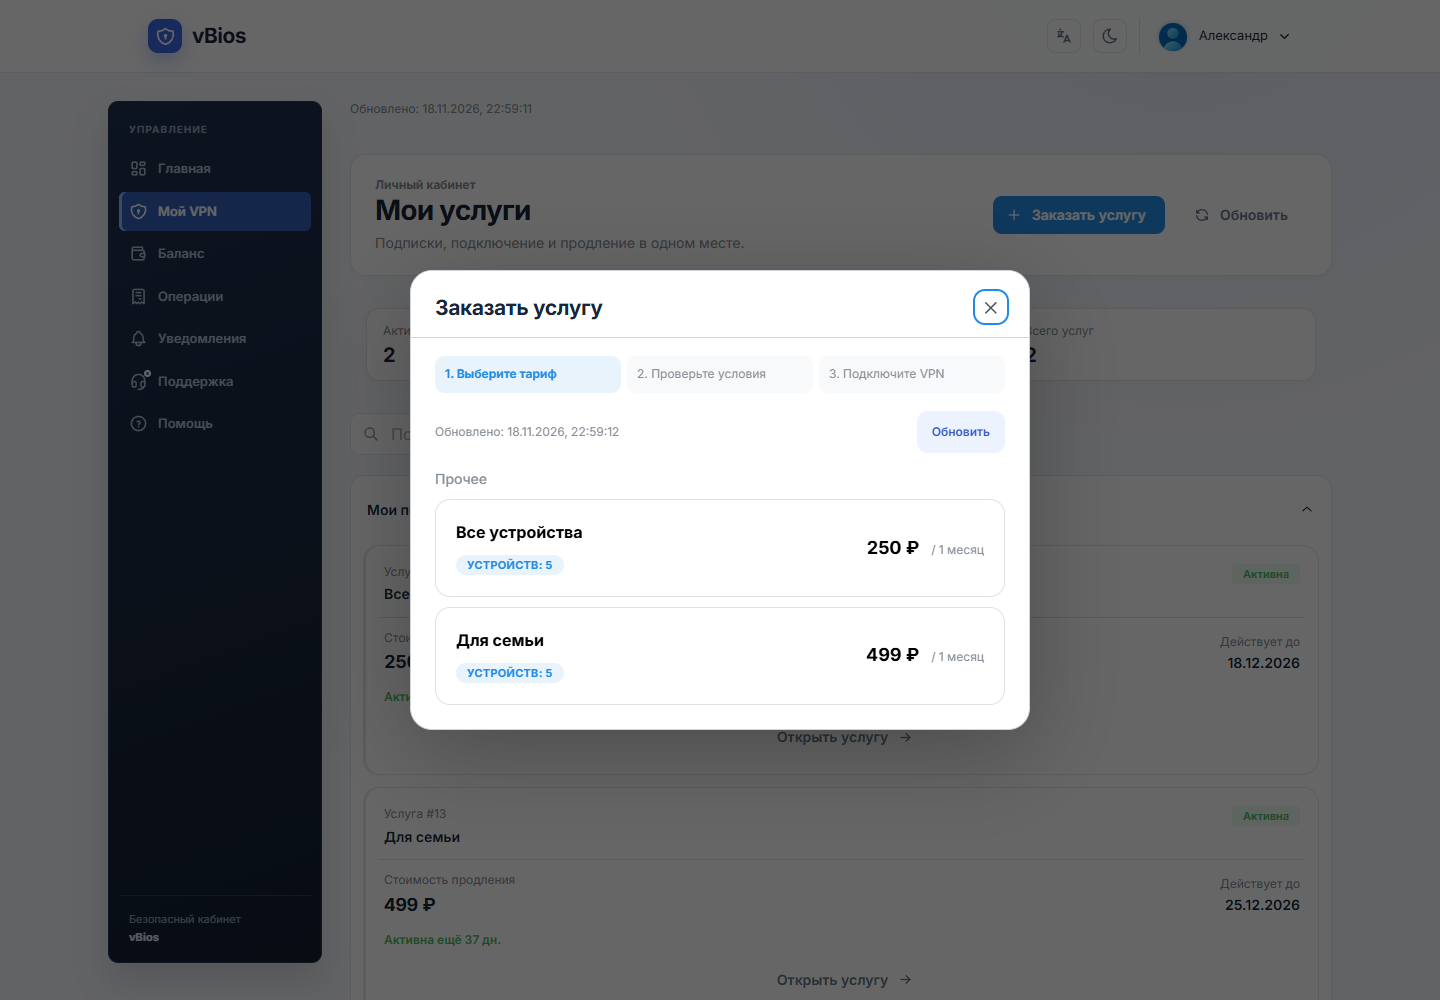 vBios
Александр
УПРАВЛЕНИЕ
Главная
Мой VPN
Баланс
Операции
Уведомления
Поддержка
Помощь
Безопасный кабинет
vBios
Обновлено: 18.11.2026, 22:59:11
Личный кабинет
Мои услуги
Подписки, подключение и продление в одном месте.
Заказать услугу
Обновить
2
Всего услуг
2
Заказать услугу
1. Выберите тариф
2. Проверьте условия
3. Подключите VPN
Обновлено: 18.11.2026, 22:59:12
Обновить
Прочее
Все устройства
УСТРОЙСТВ: 5
250 ₽ / 1 месяц
Для семьи
УСТРОЙСТВ: 5
499 ₽ / 1 месяц
Мои
Активна
Все
Действует до
18.12.2026
Открыть услугу
Услуга #13
Для семьи
Активна
Стоимость продления
499 ₽
Действует до
25.12.2026
Активна ещё 37 дн.
Открыть услугу